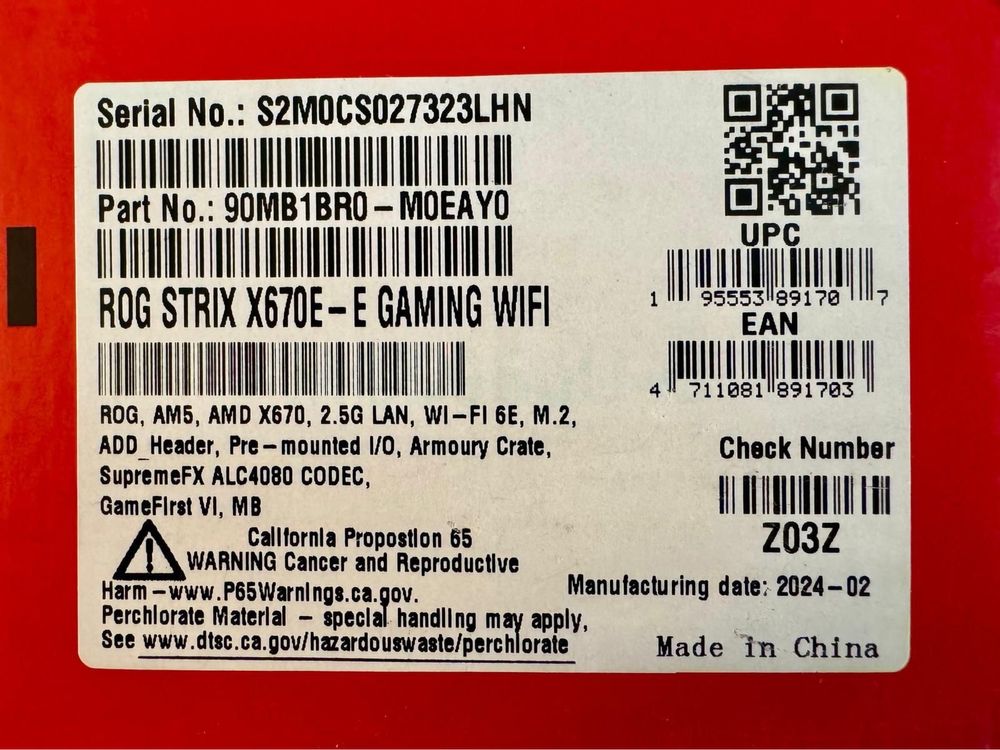 Serial No.: S2M0CS027323LHN
Part No.: 90MB1BR0-M0EAY0
ROG STRIX X670E-E GAMING WIFI
ROG, AM5, AMD X670, 2.5G LAN, WI-FI 6E, M.2,
ADD_Header, Pre-mounted I/O, Armoury Crate,
SupremeFX ALC4080 CODEC,
GameFirst VI, MB
California Propostion 65
WARNING Cancer and Reproductive
Harm-www.P65Warnings.ca.gov.
Perchlorate Material - special handling may apply,
See www.dtsc.ca.gov/hazardouswaste/perchlorate
UPC
1 95553 89170 7
EAN
4 711081 891703
Check Number
Z03Z
Manufacturing date: 2024-02
Made in China